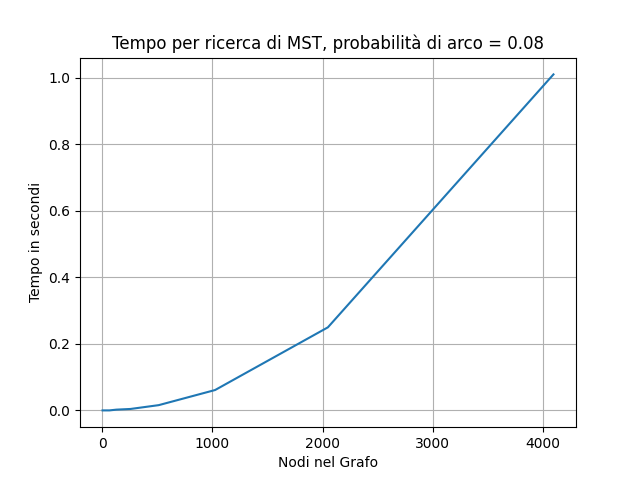 Tempo per ricerca di MST, probabilità di arco = 0.08
1.0
0.8
0.6
0.4
0.2
0.0
Tempo in secondi
0 1000 2000 3000 4000
Nodi nel Grafo